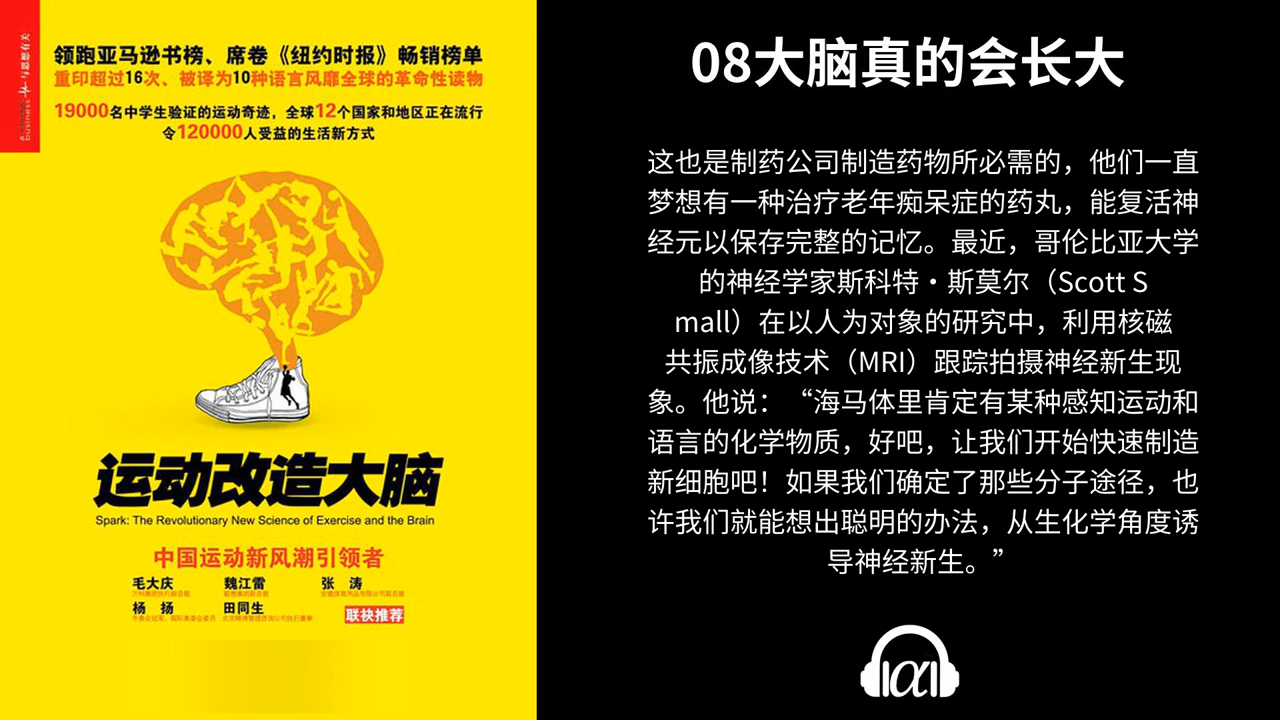 领跑亚马逊书榜、席卷《纽约时报》畅销榜单
重印超过16次、被译为10种语言风靡全球的革命性读物
19000名中学生验证的运动奇迹，全球12个国家和地区正在流行
令120000人受益的生活新方式
business
与思想有关
运动改造大脑
Spark: The Revolutionary New Science of Exercise and the Brain
中国运动新风潮引领者
毛大庆 魏江雷 张 涛
杨 扬 田同生 联袂推荐
08大脑真的会长大
这也是制药公司制造药物所必需的，他们一直
梦想有一种治疗老年痴呆症的药丸，能复活神
经元以保存完整的记忆。最近，哥伦比亚大学
的神经学家斯科特·斯莫尔（Scott S
mall）在以人为对象的研究中，利用核磁
共振成像技术（MRI）跟踪拍摄神经新生现
象。他说：“海马体里肯定有某种感知运动和
语言的化学物质，好吧，让我们开始快速制造
新细胞吧！如果我们确定了那些分子途径，也
许我们就能想出聪明的办法，从生化学角度诱
导神经新生。”